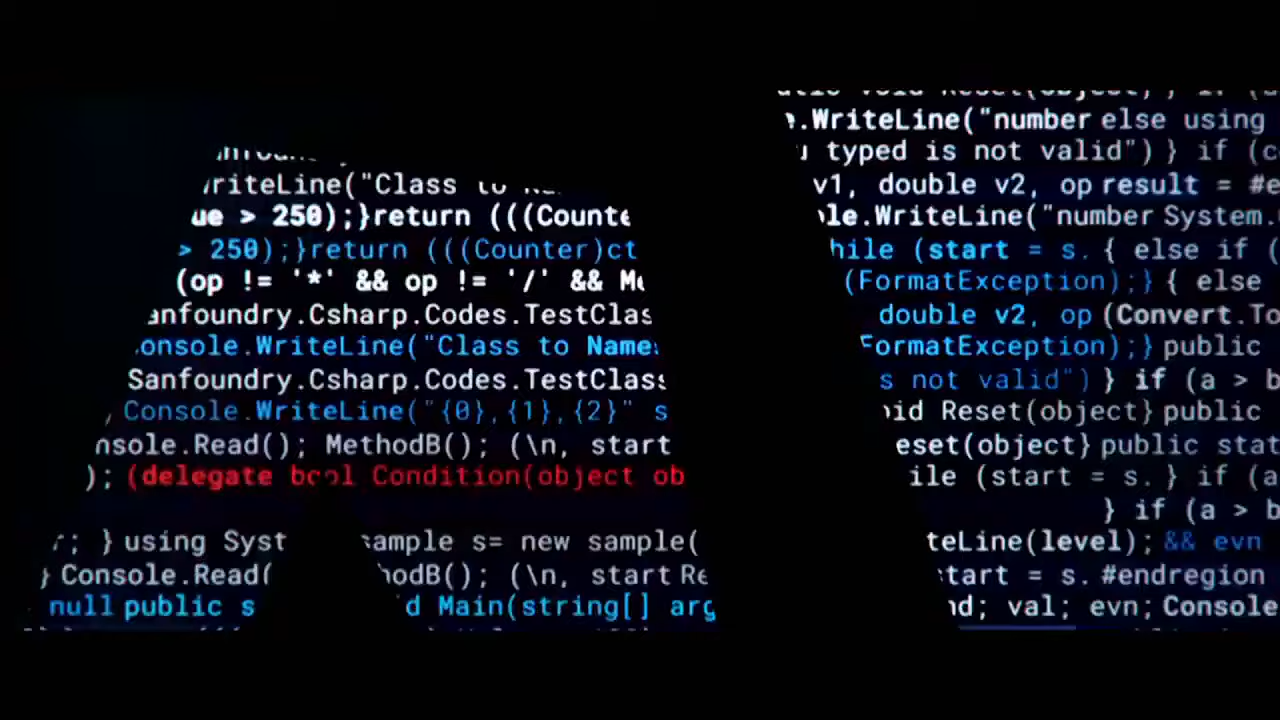 WriteLine("number else using
typed is not valid") } if (
WriteLine("Class to
v1, double v2, op result = #e
ue > 250);}return (((Counte
le.WriteLine("number System.
> 250);}return (((Counter)ct
hile (start = s. { else if (
(op != '*' && op != '/' &&
(FormatException);} { else
anfoundry.Csharp.Codes.TestClas
double v2, op (Convert.To
onsole.WriteLine("Class to Name
FormatException);} public
Sanfoundry.Csharp.Codes.TestClass
s not valid") } if (a > b
, Console.WriteLine("{0},{1},{2}" s
id Reset(object} public
nsole.Read(); MethodB(); (\n, start
eset(object} public stat
); (delegate bool Condition(object ob
ile (start = s. } if (a
} if (a > b
; } using Syst
sample s= new sample(
teLine(level); && evn
} Console.Read(
hodB(); (\n, start Re
start = s. #endregion
null public s
d Main(string[] arg
nd; val; evn; Console